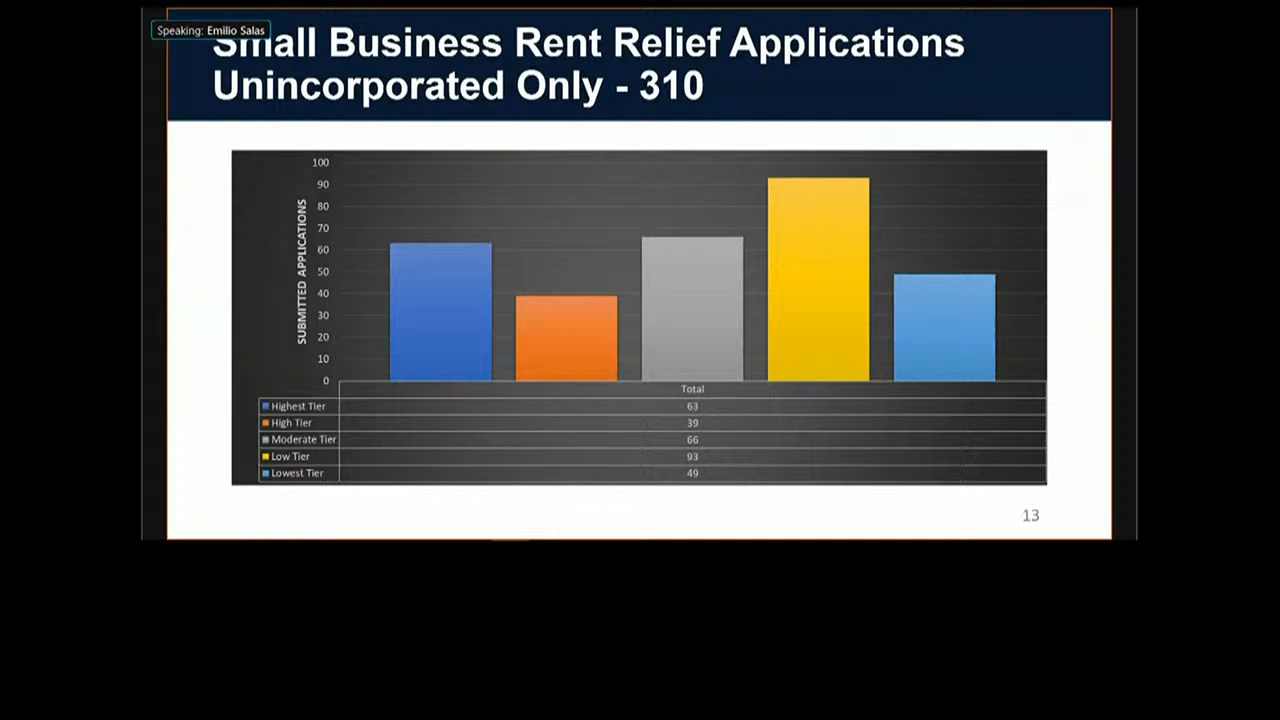 Speaking: Emilio Salas
Small Business Rent Relief Applications
Unincorporated Only - 310
SUBMITTED APPLICATIONS
100
90
80
70
60
50
40
30
20
10
0
Total
Highest Tier 63
High Tier 39
Moderate Tier 66
Low Tier 93
Lowest Tier 49
13